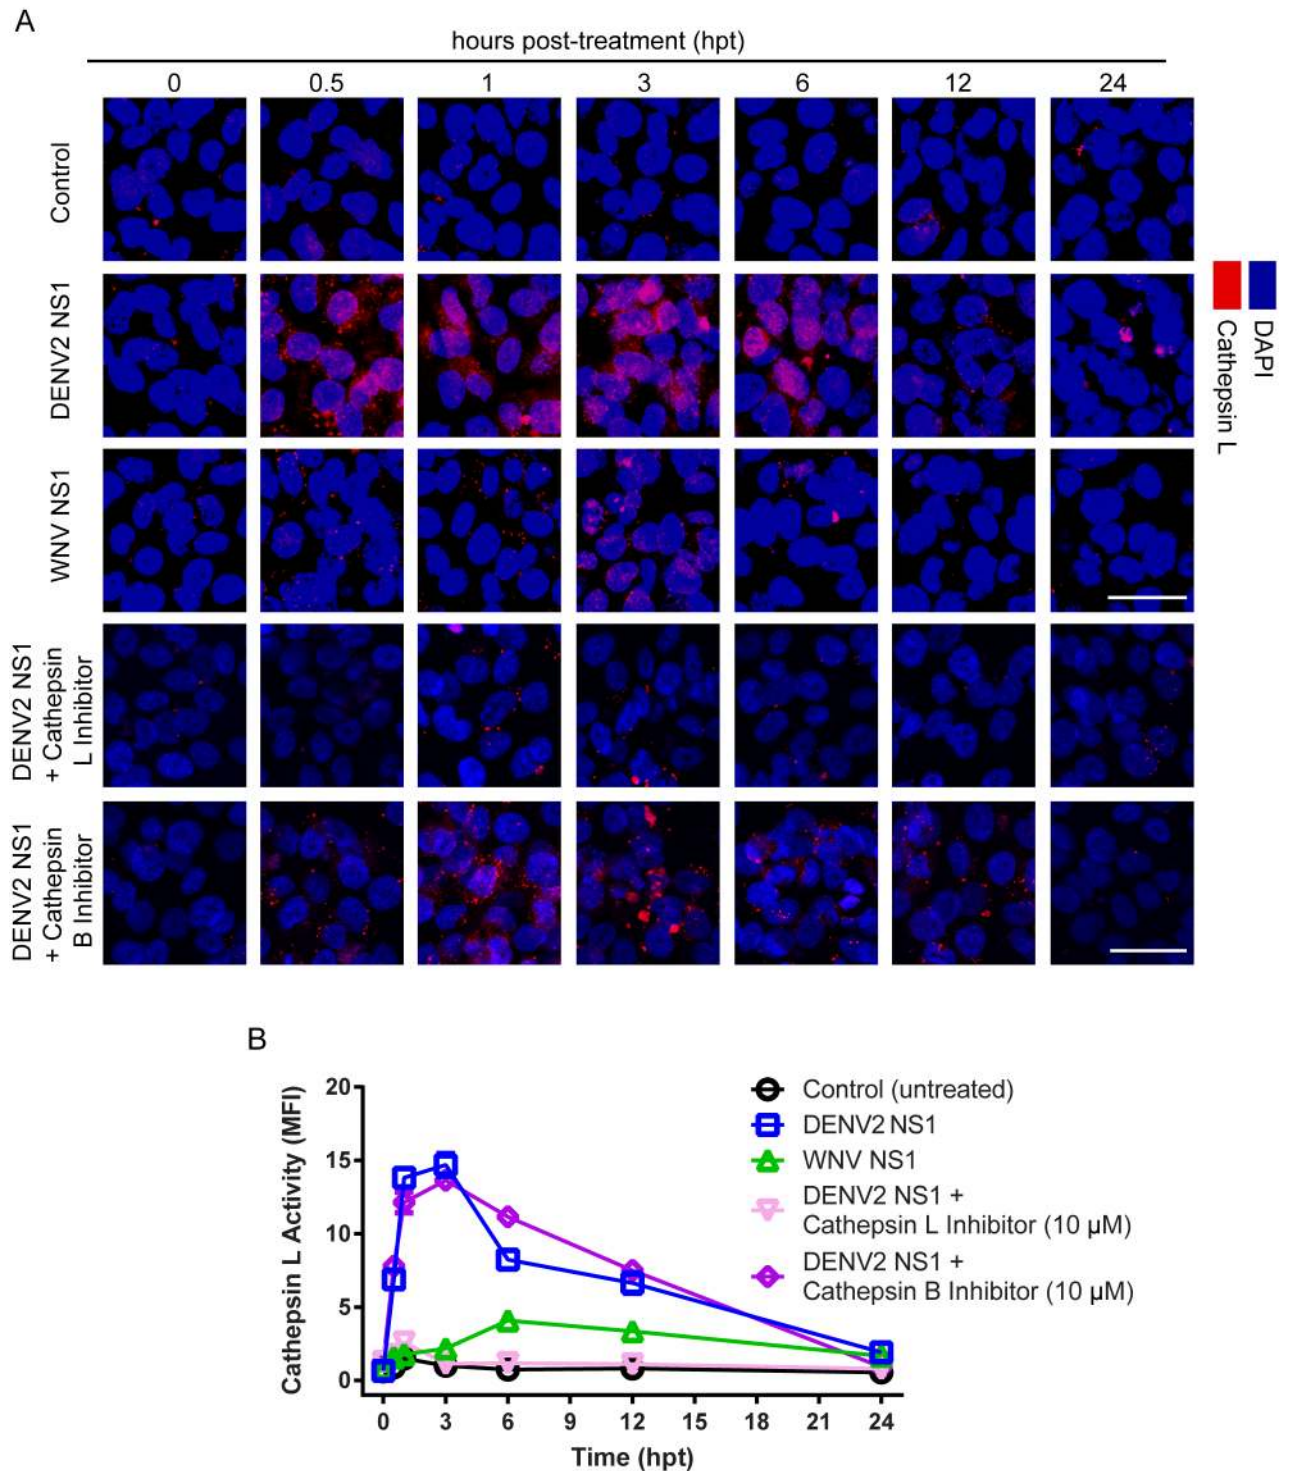 A
hours post-treatment (hpt)
0 0.5 1 3 6 12 24
Control
DENV2 NS1
WNV NS1
DENV2 NS1
+ Cathepsin
L Inhibitor
DENV2 NS1
+ Cathepsin
B Inhibitor
DAPI
Cathepsin L
B
Cathepsin L Activity (MFI)
20
15
10
5
0
0 3 6 9 12 15 18 21 24
Time (hpt)
Control (untreated)
DENV2 NS1
WNV NS1
DENV2 NS1 +
Cathepsin L Inhibitor (10 µM)
DENV2 NS1 +
Cathepsin B Inhibitor (10 µM)